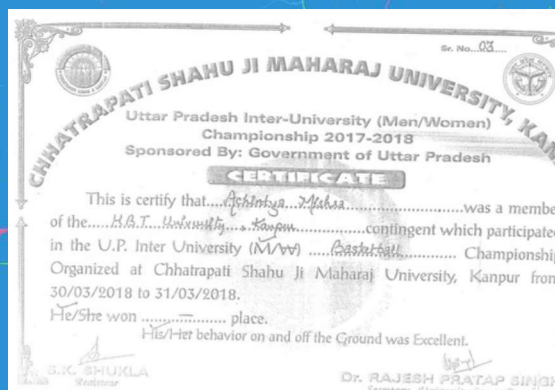 Sr. No...03....
CHHATRAPATI SHAHU JI MAHARAJ UNIVERSITY, KAN
Uttar Pradesh Inter-University (Men/Women)
Championship 2017-2018
Sponsored By: Government of Uttar Pradesh
CERTIFICATE
This is certify that....Achintya Mishra................was a membe
of the.....H.B.T. University, Kanpur..............contingent which participated
in the U.P. Inter University (M/W) .....Basketball............ Championship
Organized at Chhatrapati Shahu Ji Maharaj University, Kanpur from
30/03/2018 to 31/03/2018.
He/She won ........–........ place.
His/Her behavior on and off the Ground was Excellent.
S.K. SHUKLA
Dr. RAJESH PRATAP SINGH